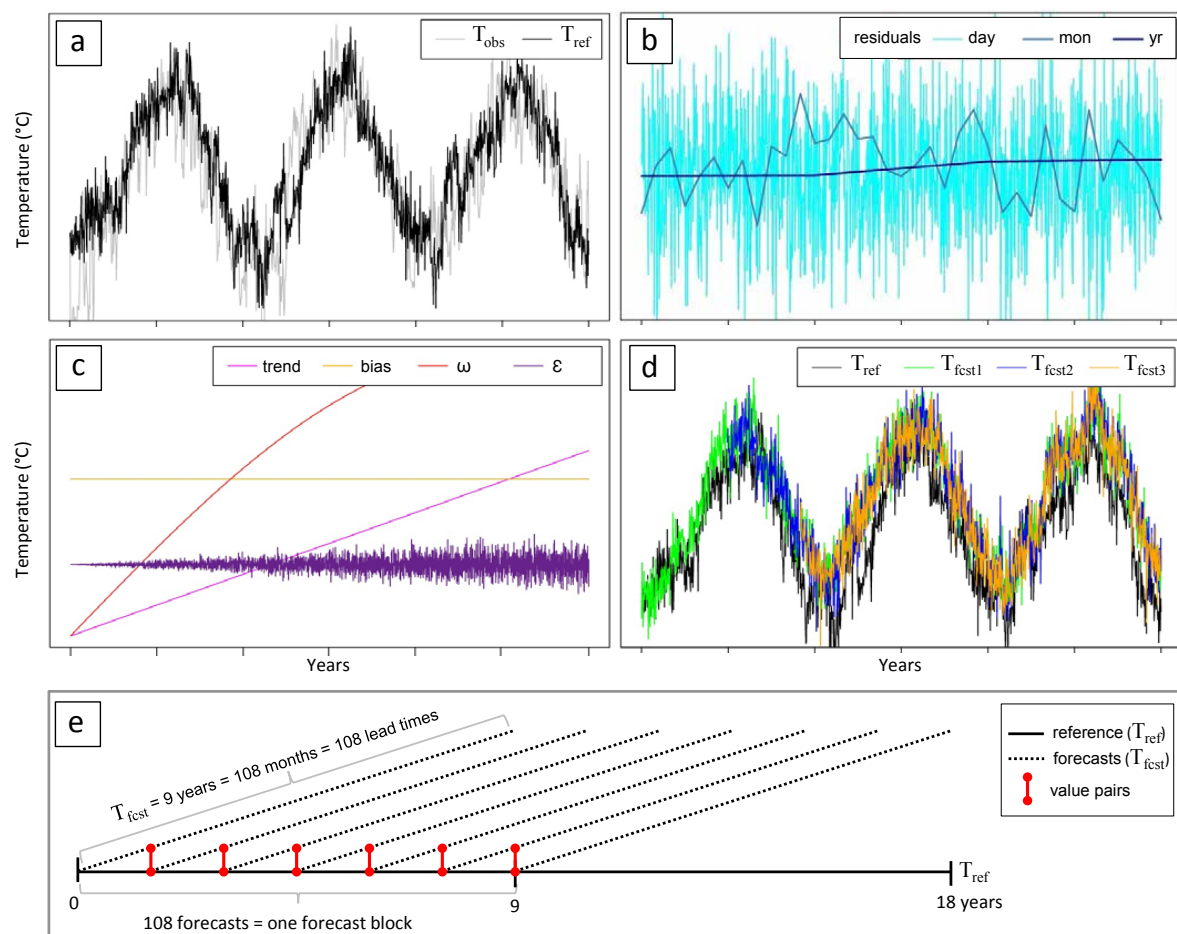 a
T_obs T_ref
Temperature (°C)
b
residuals day mon yr
c
trend bias ω ε
Temperature (°C)
Years
d
T_ref T_fcst1 T_fcst2 T_fcst3
Years
e
T_fcst = 9 years = 108 months = 108 lead times
reference (T_ref)
forecasts (T_fcst)
value pairs
T_ref
0
9
18 years
108 forecasts = one forecast block